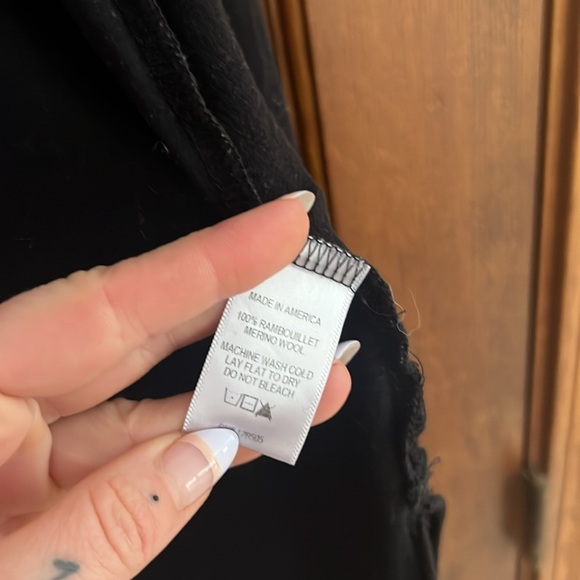 MADE IN AMERICA
100% RAMBOUILLET
MERINO WOOL
MACHINE WASH COLD
LAY FLAT TO DRY
DO NOT BLEACH